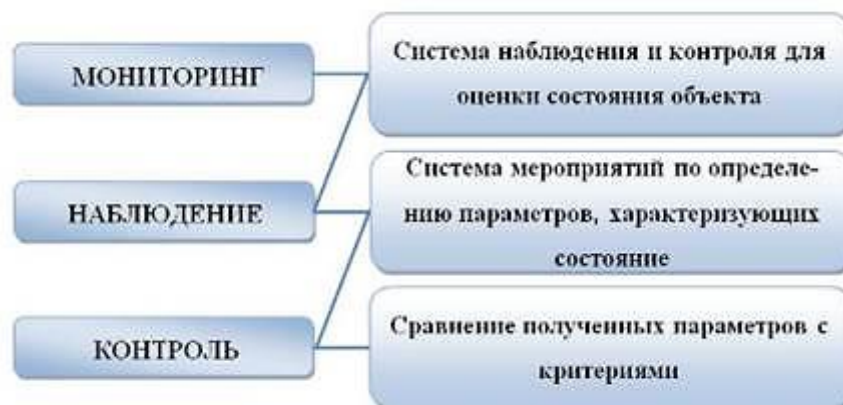 МОНИТОРИНГ
Система наблюдения и контроля для
оценки состояния объекта
НАБЛЮДЕНИЕ
Система мероприятий по определе-
нию параметров, характеризующих
состояние
КОНТРОЛЬ
Сравнение полученных параметров с
критериями